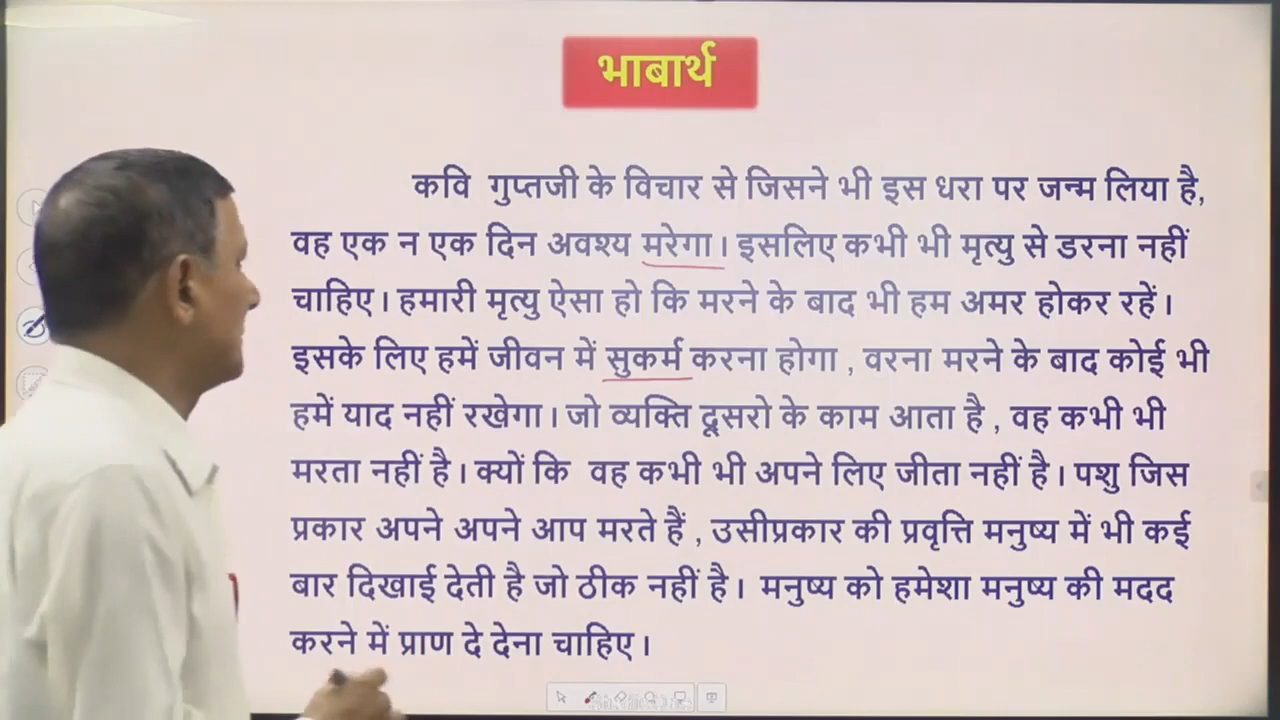 भाबार्थ
कवि गुप्तजी के विचार से जिसने भी इस धरा पर जन्म लिया है,
वह एक न एक दिन अवश्य मरेगा। इसलिए कभी भी मृत्यु से डरना नहीं
चाहिए। हमारी मृत्यु ऐसा हो कि मरने के बाद भी हम अमर होकर रहें।
इसके लिए हमें जीवन में सुकर्म करना होगा , वरना मरने के बाद कोई भी
हमें याद नहीं रखेगा। जो व्यक्ति दूसरो के काम आता है , वह कभी भी
मरता नहीं है। क्यों कि वह कभी भी अपने लिए जीता नहीं है। पशु जिस
प्रकार अपने अपने आप मरते हैं , उसीप्रकार की प्रवृत्ति मनुष्य में भी कई
बार दिखाई देती है जो ठीक नहीं है। मनुष्य को हमेशा मनुष्य की मदद
करने में प्राण दे देना चाहिए।